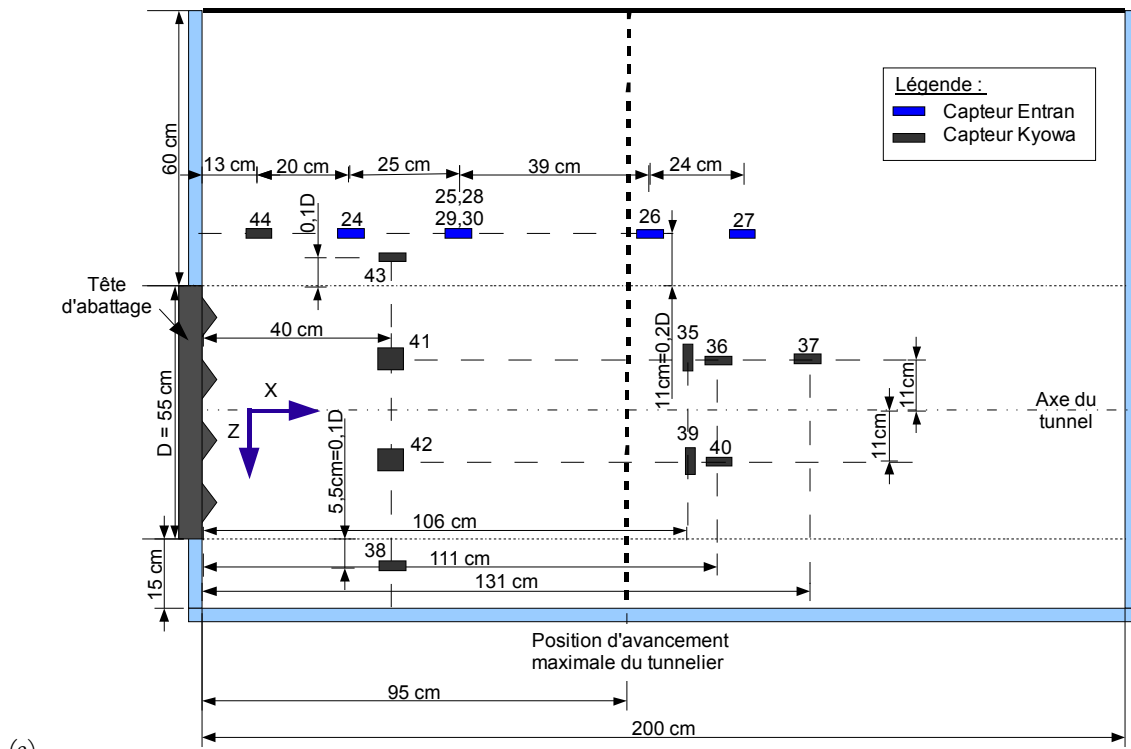 Légende :
Capteur Entran
Capteur Kyowa
60 cm
13 cm
20 cm
25 cm
39 cm
24 cm
25,28
44
24
29,30
26
27
0,1D
43
Tête
d'abattage
40 cm
11cm=0,2D
41
35
36
37
D = 55 cm
X
Z
11cm
Axe du
tunnel
42
39
40
11cm
5,5cm=0,1D
106 cm
38
111 cm
15 cm
131 cm
Position d'avancement
maximale du tunnelier
95 cm
200 cm